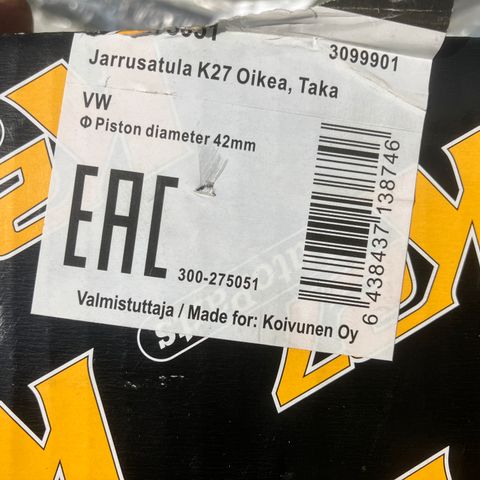 3099901
Jarrusatula K27 Oikea, Taka
VW
Φ Piston diameter 42mm
EAC
300-275051
6 438437 138746
Valmistuttaja / Made for: Koivunen Oy